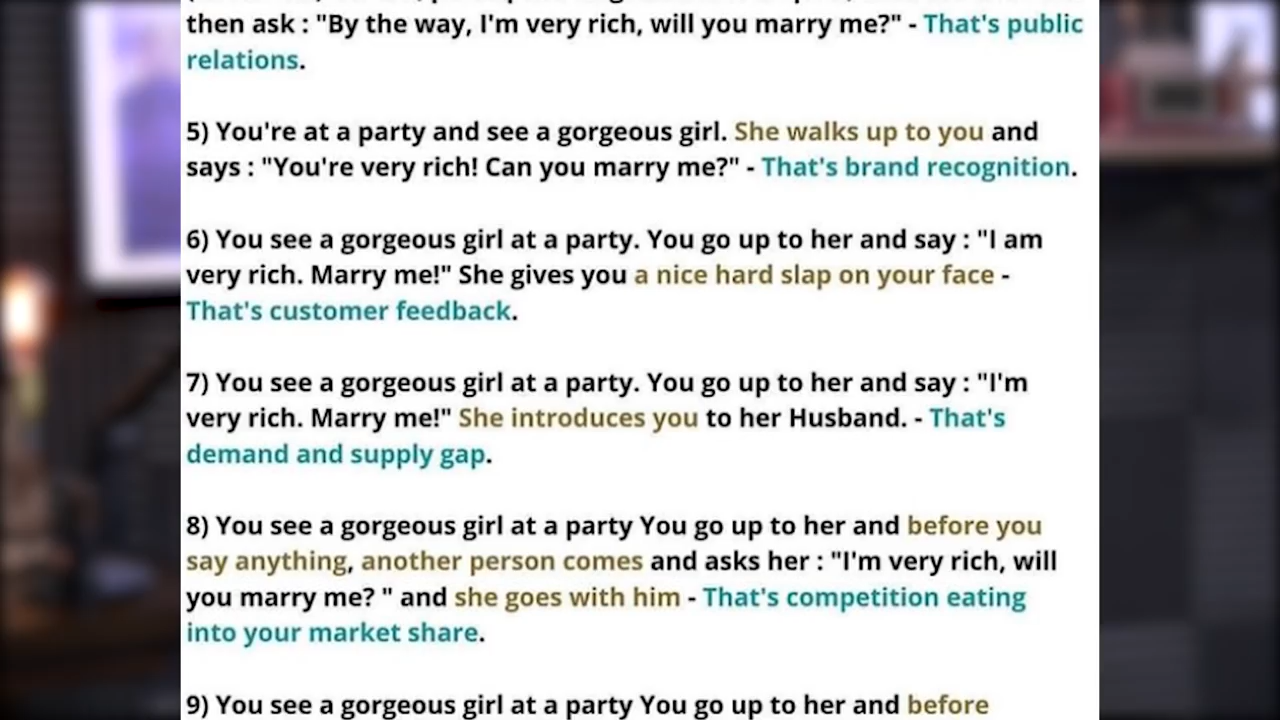 then ask : "By the way, I'm very rich, will you marry me?" - That's public
relations.
5) You're at a party and see a gorgeous girl. She walks up to you and
says : "You're very rich! Can you marry me?" - That's brand recognition.
6) You see a gorgeous girl at a party. You go up to her and say : "I am
very rich. Marry me!" She gives you a nice hard slap on your face -
That's customer feedback.
7) You see a gorgeous girl at a party. You go up to her and say : "I'm
very rich. Marry me!" She introduces you to her Husband. - That's
demand and supply gap.
8) You see a gorgeous girl at a party You go up to her and before you
say anything, another person comes and asks her : "I'm very rich, will
you marry me? " and she goes with him - That's competition eating
into your market share.
9) You see a gorgeous girl at a party You go up to her and before